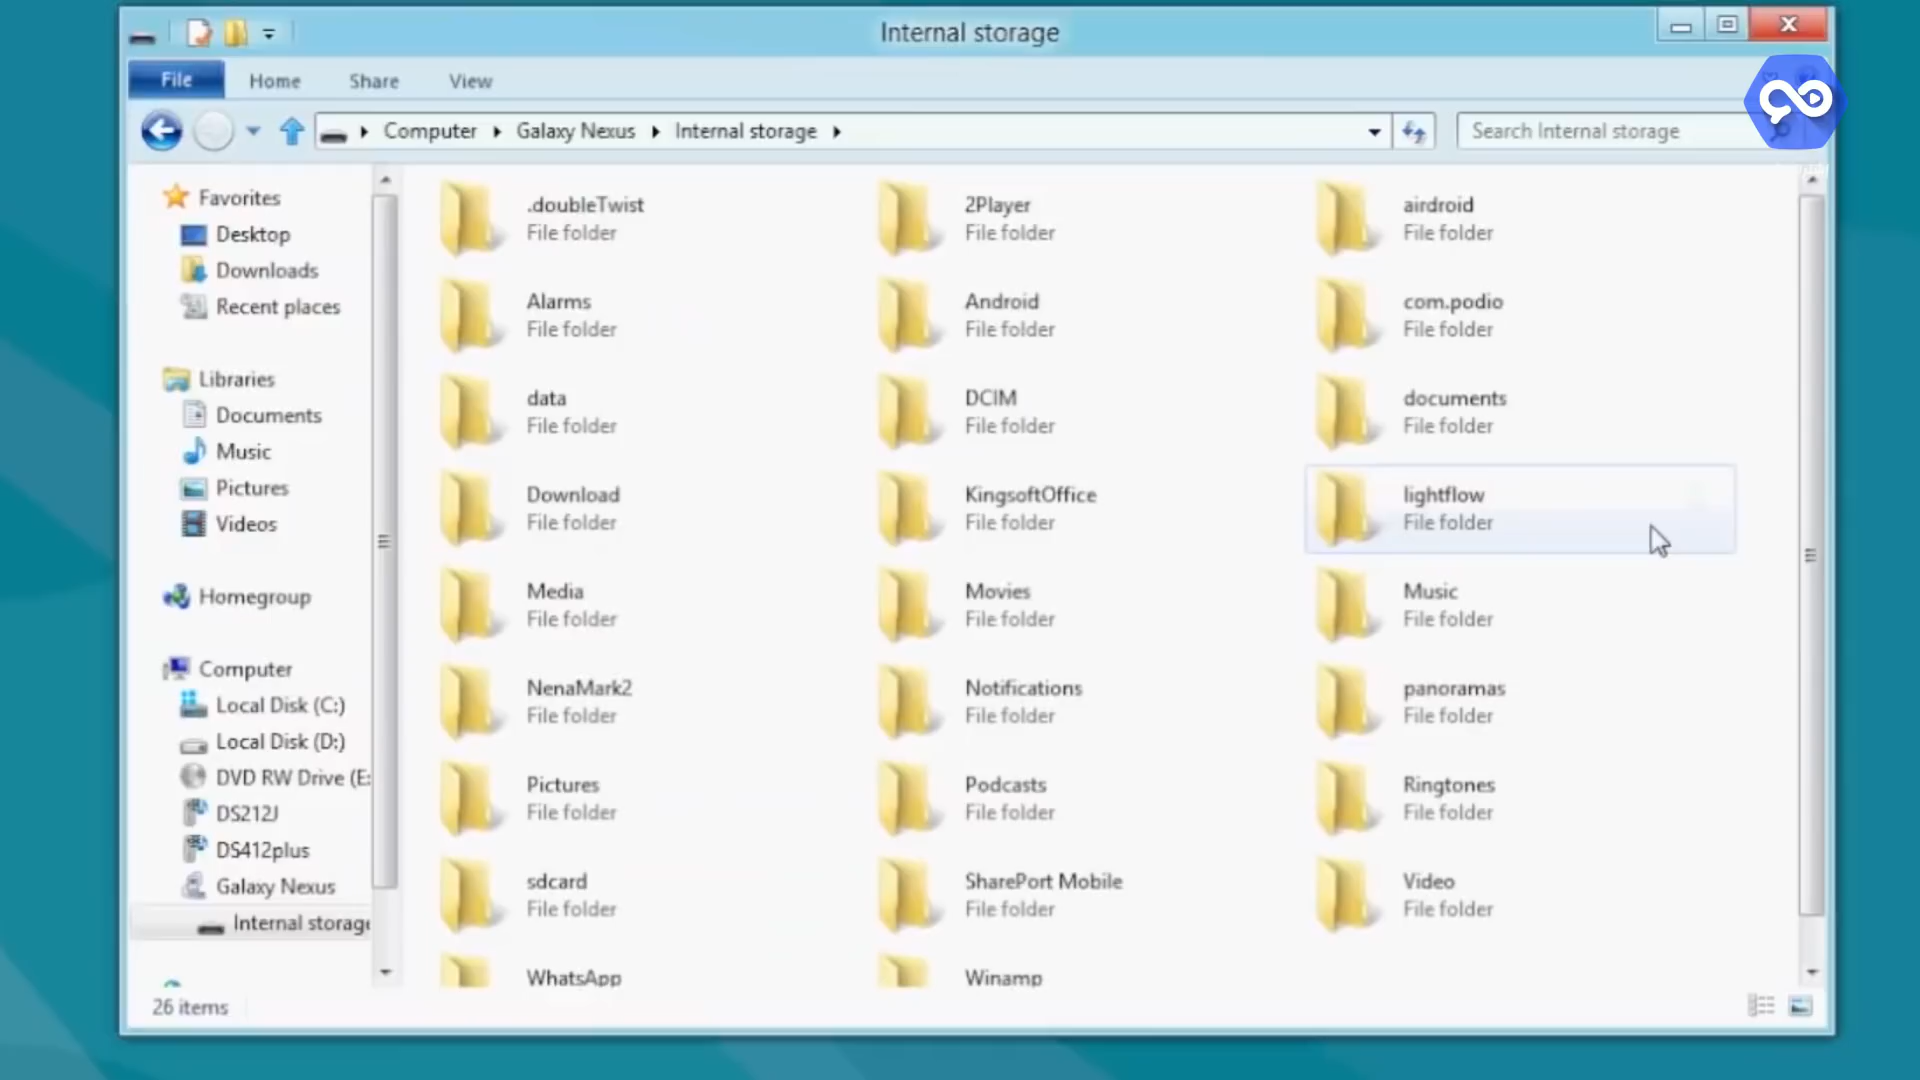 Internal storage
File
Home
Share
View
Computer
Galaxy Nexus
Internal storage
Search Internal storage
Favorites
Desktop
Downloads
Recent places
Libraries
Documents
Music
Pictures
Videos
Homegroup
Computer
Local Disk (C:)
Local Disk (D:)
DVD RW Drive (E:
DS212J
DS412plus
Galaxy Nexus
Internal storage
.doubleTwist
File folder
2Player
File folder
airdroid
File folder
Alarms
File folder
Android
File folder
com.podio
File folder
data
File folder
DCIM
File folder
documents
File folder
Download
File folder
KingsoftOffice
File folder
lightflow
File folder
Media
File folder
Movies
File folder
Music
File folder
NenaMark2
File folder
Notifications
File folder
panoramas
File folder
Pictures
File folder
Podcasts
File folder
Ringtones
File folder
sdcard
File folder
SharePort Mobile
File folder
Video
File folder
WhatsApp
Winamp
26 items